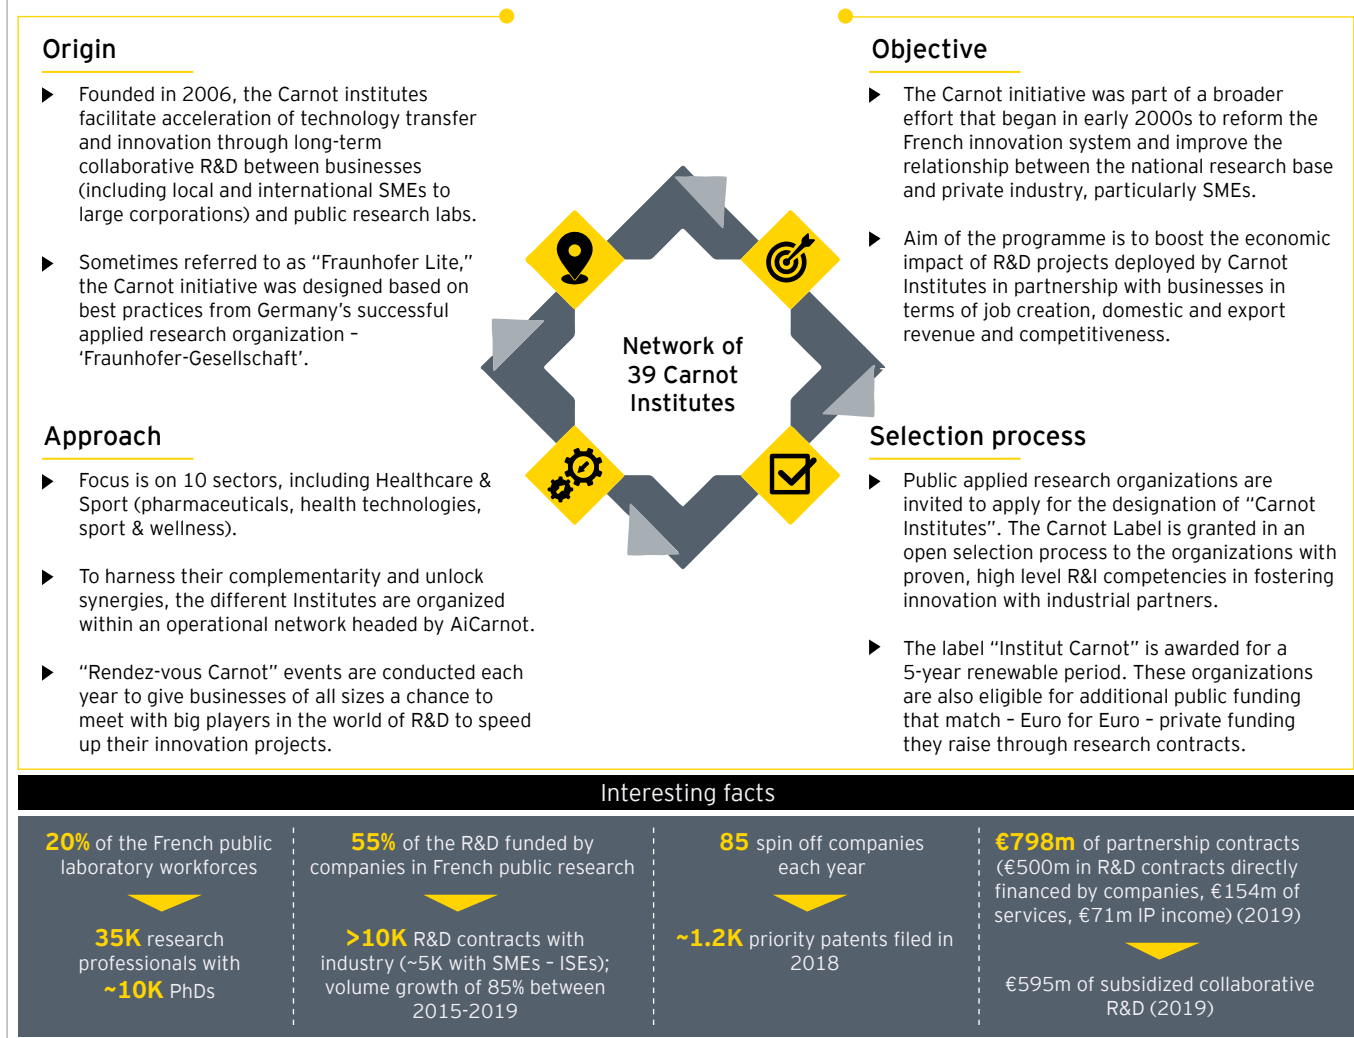 Origin
Founded in 2006, the Carnot institutes
facilitate acceleration of technology transfer
and innovation through long-term
collaborative R&D between businesses
(including local and international SMEs to
large corporations) and public research labs.
Sometimes referred to as “Fraunhofer Lite,”
the Carnot initiative was designed based on
best practices from Germany’s successful
applied research organization –
‘Fraunhofer-Gesellschaft’.
Objective
The Carnot initiative was part of a broader
effort that began in early 2000s to reform the
French innovation system and improve the
relationship between the national research base
and private industry, particularly SMEs.
Aim of the programme is to boost the economic
impact of R&D projects deployed by Carnot
Institutes in partnership with businesses in
terms of job creation, domestic and export
revenue and competitiveness.
Network of
39 Carnot
Institutes
Approach
Focus is on 10 sectors, including Healthcare &
Sport (pharmaceuticals, health technologies,
sport & wellness).
To harness their complementarity and unlock
synergies, the different Institutes are organized
within an operational network headed by AiCarnot.
“Rendez-vous Carnot” events are conducted each
year to give businesses of all sizes a chance to
meet with big players in the world of R&D to speed
up their innovation projects.
Selection process
Public applied research organizations are
invited to apply for the designation of “Carnot
Institutes”. The Carnot Label is granted in an
open selection process to the organizations with
proven, high level R&I competencies in fostering
innovation with industrial partners.
The label “Institut Carnot” is awarded for a
5-year renewable period. These organizations
are also eligible for additional public funding
that match – Euro for Euro – private funding
they raise through research contracts.
Interesting facts
20% of the French public
laboratory workforces
35K research
professionals with
~10K PhDs
55% of the R&D funded by
companies in French public research
>10K R&D contracts with
industry (~5K with SMEs – ISEs);
volume growth of 85% between
2015-2019
85 spin off companies
each year
~1.2K priority patents filed in
2018
€798m of partnership contracts
(€500m in R&D contracts directly
financed by companies, €154m of
services, €71m IP income) (2019)
€595m of subsidized collaborative
R&D (2019)